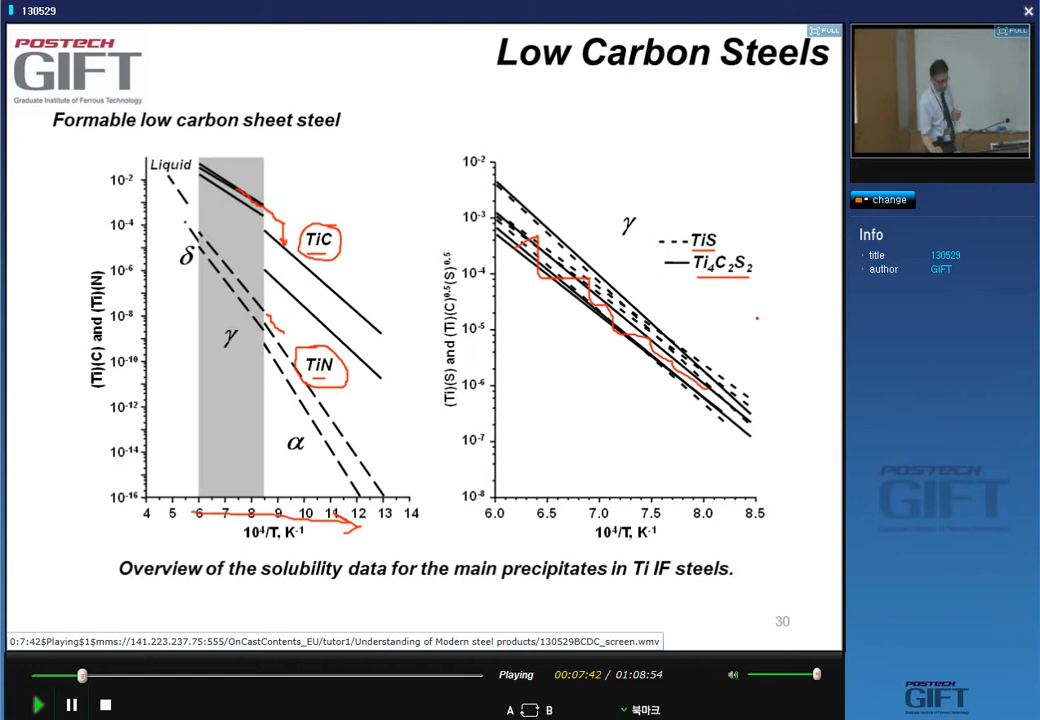 130529
POSTECH
GIFT
Graduate Institute of Ferrous Technology
Low Carbon Steels
FULL
FULL
Formable low carbon sheet steel
Liquid
δ
γ
α
TiC
TiN
10⁻²
10⁻⁴
10⁻⁶
10⁻⁸
10⁻¹⁰
10⁻¹²
10⁻¹⁴
10⁻¹⁶
(Ti)(C) and (Ti)(N)
4 5 6 7 8 9 10 11 12 13 14
10⁴/T, K⁻¹
10⁻²
10⁻³
10⁻⁴
10⁻⁵
10⁻⁶
10⁻⁷
10⁻⁸
(Ti)(S) and (Ti)(C)⁰·⁵(S)⁰·⁵
γ
TiS
Ti₄C₂S₂
6.0 6.5 7.0 7.5 8.0 8.5
10⁴/T, K⁻¹
Overview of the solubility data for the main precipitates in Ti IF steels.
30
change
Info
title 130529
author GIFT
0:7:42$Playing$1$mms://141.223.237.75:555/OnCastContents_EU/tutor1/Understanding of Modern steel products/130529BCDC_screen.wmv
Playing 00:07:42 / 01:08:54
A B
북마크
POSTECH
GIFT
POSTECH
GIFT